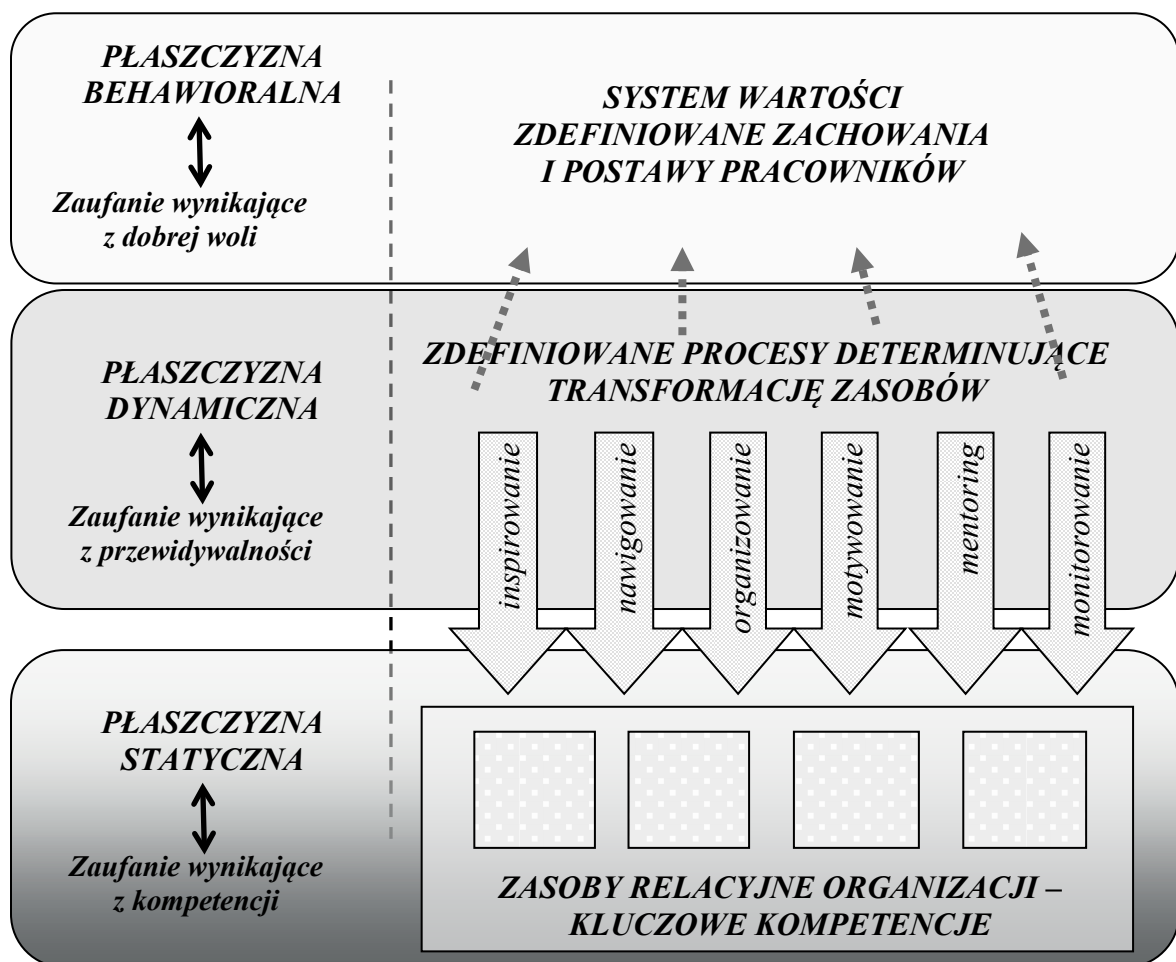 PŁASZCZYZNA
BEHAWIORALNA
Zaufanie wynikające
z dobrej woli
SYSTEM WARTOŚCI
ZDEFINIOWANE ZACHOWANIA
I POSTAWY PRACOWNIKÓW
PŁASZCZYZNA
DYNAMICZNA
Zaufanie wynikające
z przewidywalności
ZDEFINIOWANE PROCESY DETERMINUJĄCE
TRANSFORMACJĘ ZASOBÓW
inspirowanie
nawigowanie
organizowanie
motywowanie
mentoring
monitorowanie
PŁASZCZYZNA
STATYCZNA
Zaufanie wynikające
z kompetencji
ZASOBY RELACYJNE ORGANIZACJI –
KLUCZOWE KOMPETENCJE